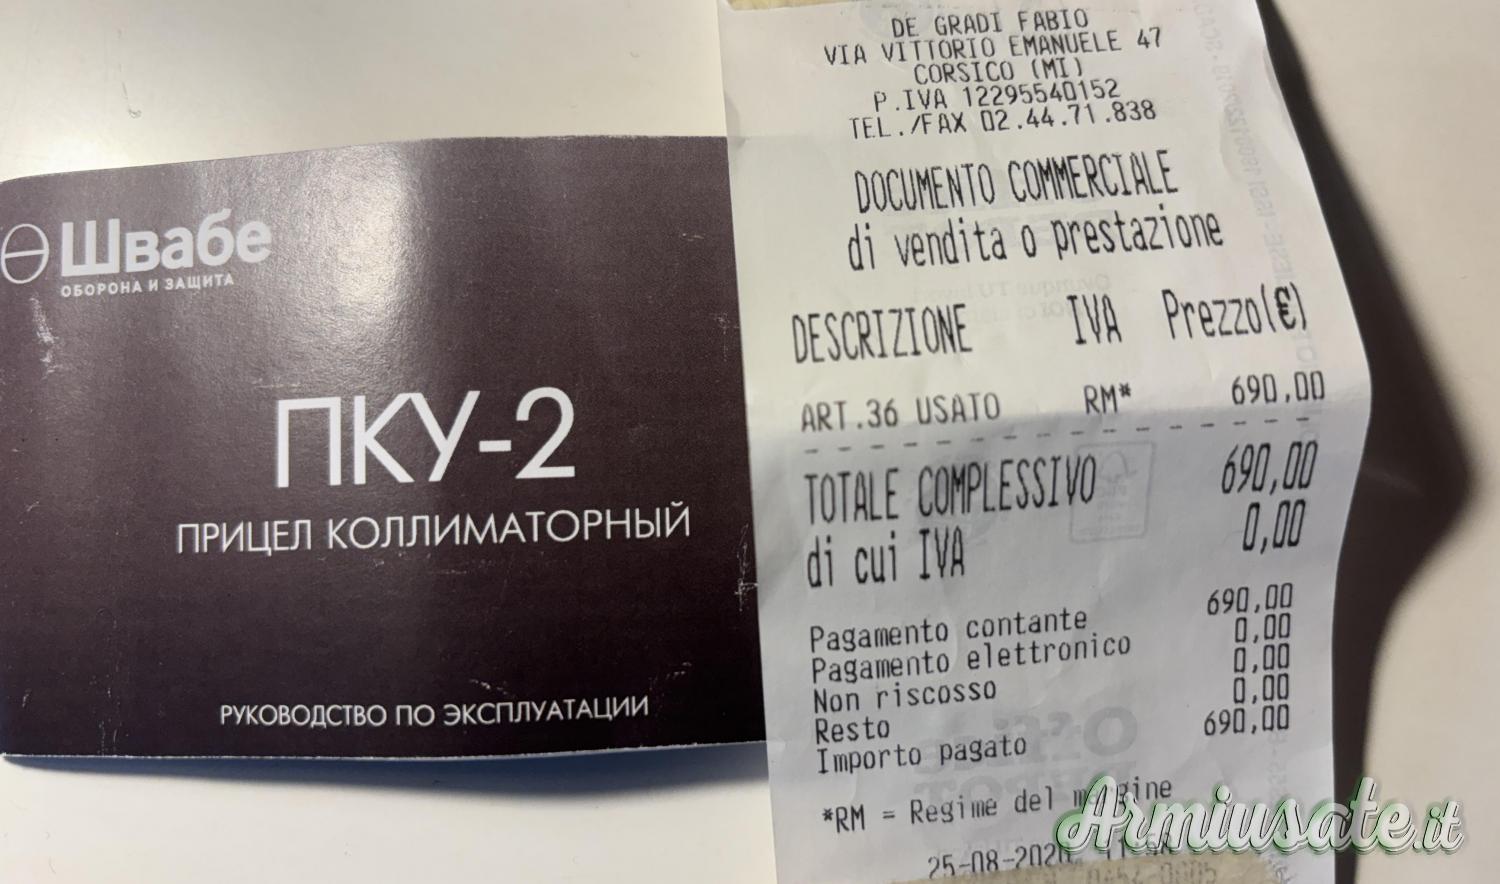 Швабе
ОБОРОНА И ЗАЩИТА
ПКУ-2
ПРИЦЕЛ КОЛЛИМАТОРНЫЙ
РУКОВОДСТВО ПО ЭКСПЛУАТАЦИИ
DE GRADI FABIO
VIA VITTORIO EMANUELE 47
CORSICO (MI)
P.IVA 12295540152
TEL./FAX 02.44.71.838
DOCUMENTO COMMERCIALE
di vendita o prestazione
DESCRIZIONE IVA Prezzo(€)
ART.36 USATO RM* 690,00
TOTALE COMPLESSIVO 690,00
di cui IVA 0,00
Pagamento contante 690,00
Pagamento elettronico 0,00
Non riscosso 0,00
Resto 0,00
Importo pagato 690,00
*RM = Regime del margine
25-08-2020
Armiusate.it